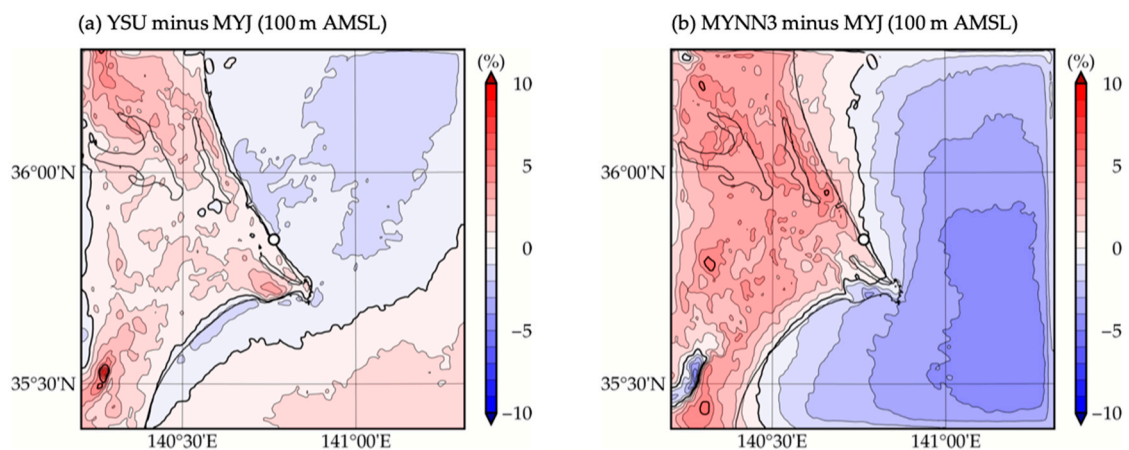 (a) YSU minus MYJ (100 m AMSL)
(%)
10
5
0
−5
−10
36°00'N
35°30'N
140°30'E
141°00'E
(b) MYNN3 minus MYJ (100 m AMSL)
(%)
10
5
0
−5
−10
36°00'N
35°30'N
140°30'E
141°00'E